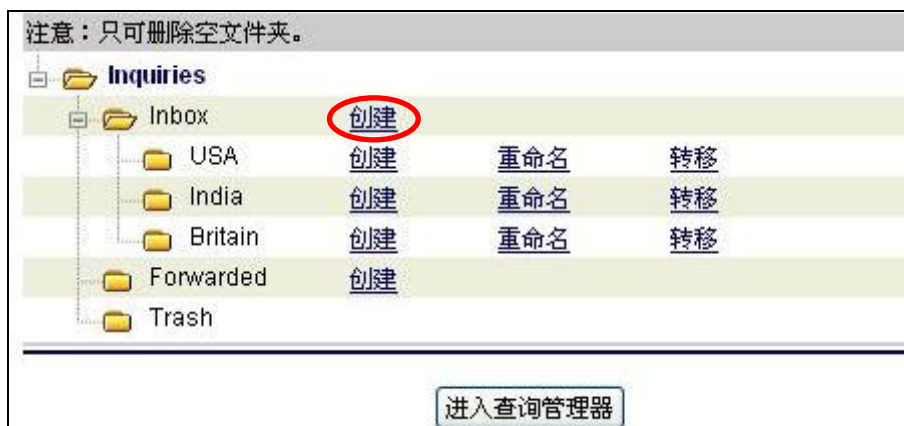 注意：只可删除空文件夹。
Inquiries
Inbox 创建
USA 创建 重命名 转移
India 创建 重命名 转移
Britain 创建 重命名 转移
Forwarded 创建
Trash
进入查询管理器